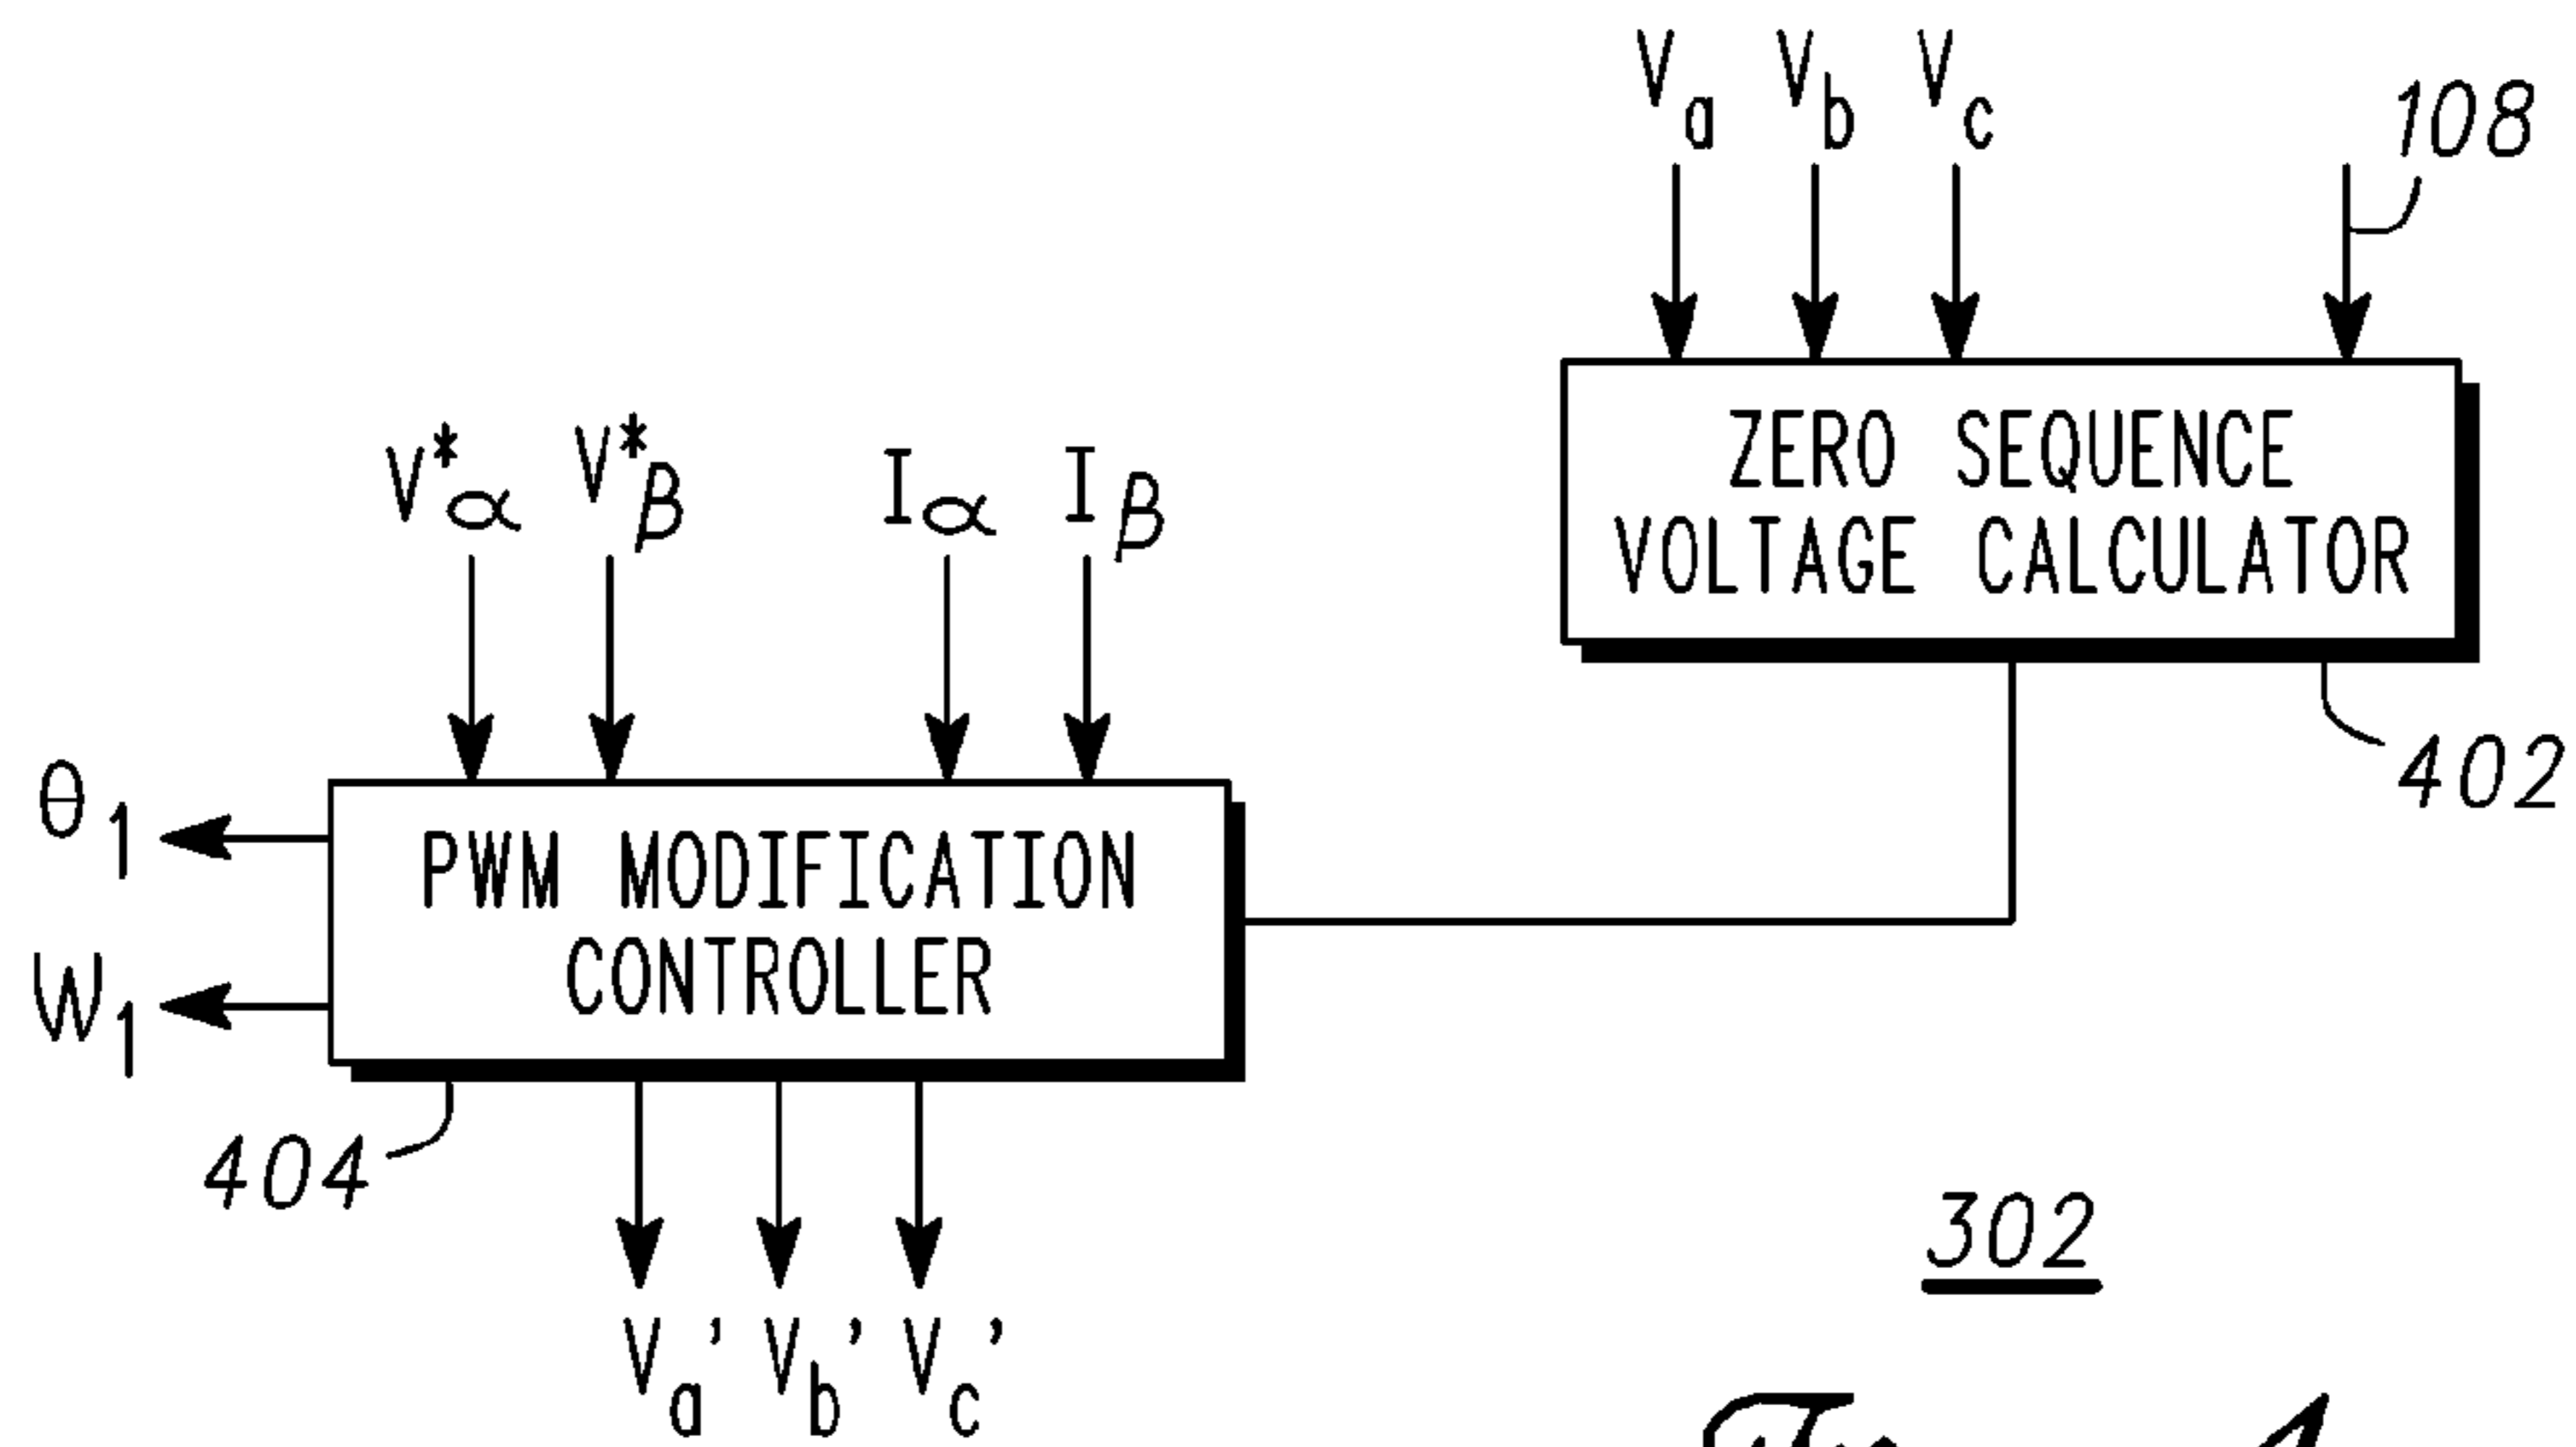 Va Vb Vc
108
ZERO SEQUENCE
VOLTAGE CALCULATOR
402
V*α V*β Iα Iβ
θ1
W1
PWM MODIFICATION
CONTROLLER
404
Va' Vb' Vc'
302